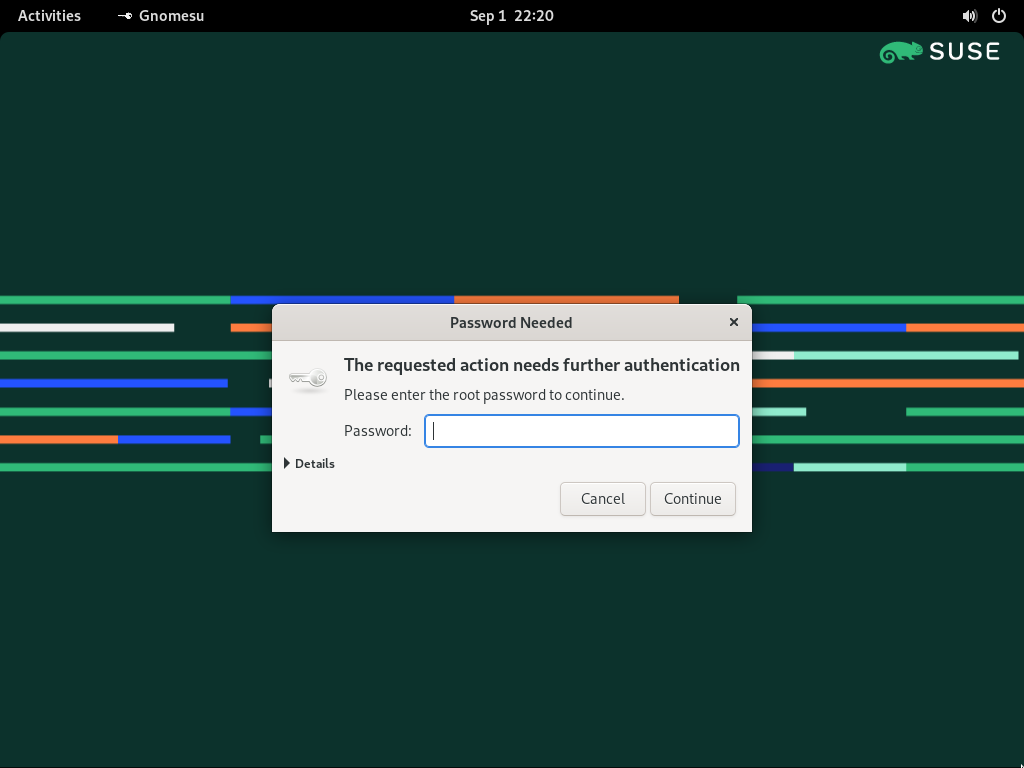 Activities
Gnomesu
Sep 1 22:20
SUSE
Password Needed
The requested action needs further authentication
Please enter the root password to continue.
Password:
Details
Cancel
Continue